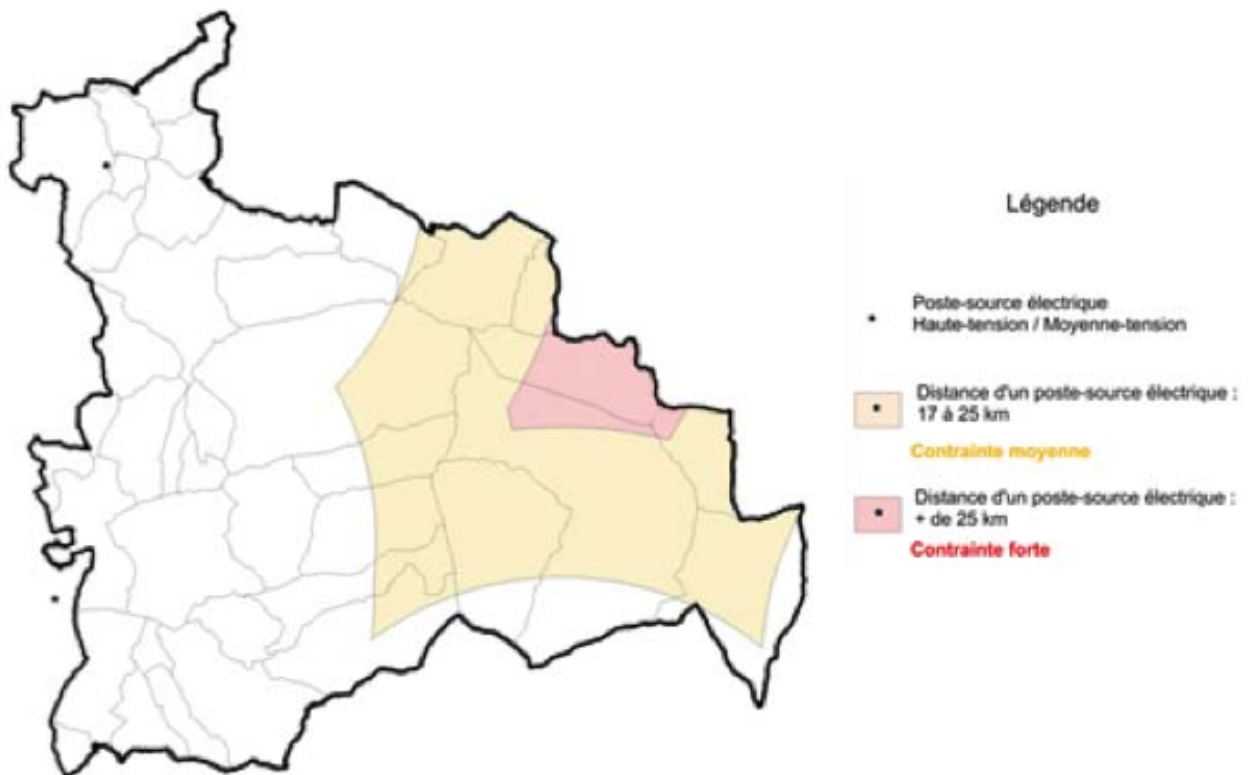 Légende
Poste-source électrique
Haute-tension / Moyenne-tension
Distance d'un poste-source électrique :
17 à 25 km
Contrainte moyenne
Distance d'un poste-source électrique :
+ de 25 km
Contrainte forte